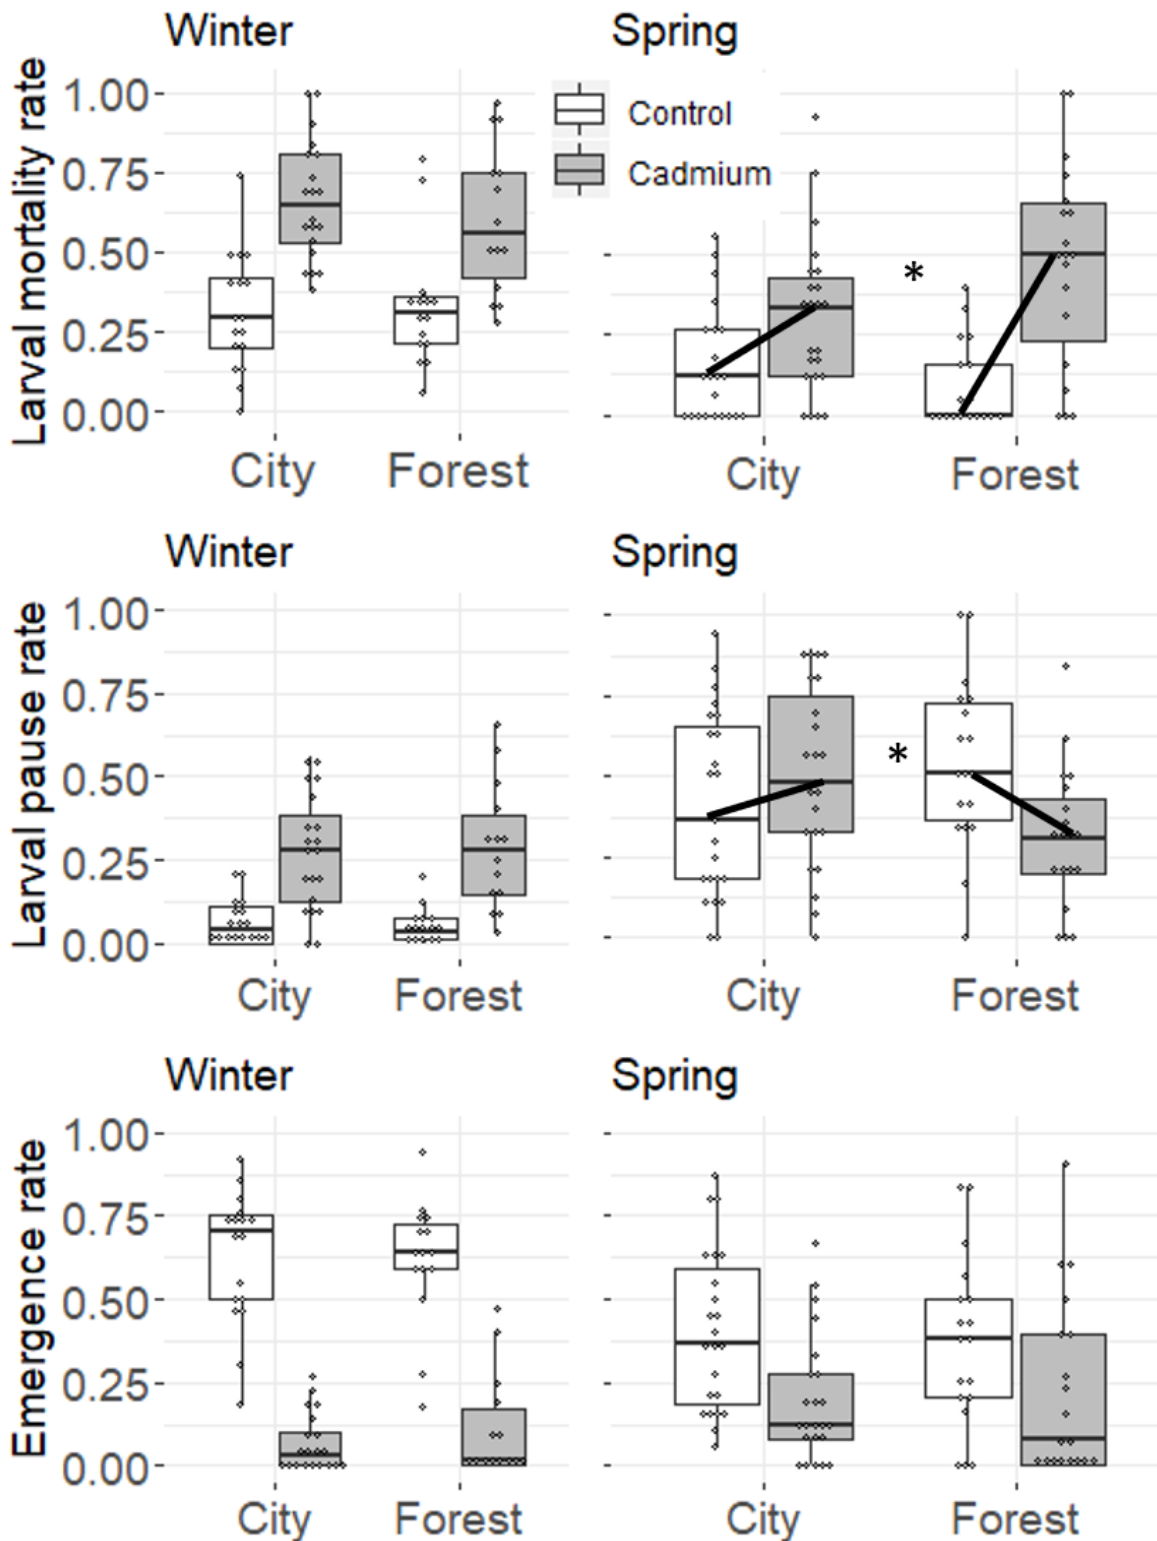 Winter
Spring
Larval mortality rate
1.00
0.75
0.50
0.25
0.00
Control
Cadmium
*
City
Forest
City
Forest
Winter
Spring
Larval pause rate
1.00
0.75
0.50
0.25
0.00
*
City
Forest
City
Forest
Winter
Spring
Emergence rate
1.00
0.75
0.50
0.25
0.00
City
Forest
City
Forest